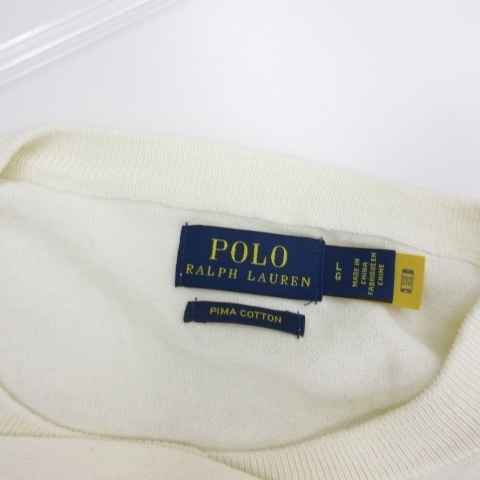 POLO
RALPH LAUREN
L
G
MADE IN
CHINA
FABRIQUÉ EN
CHINE
PIMA COTTON